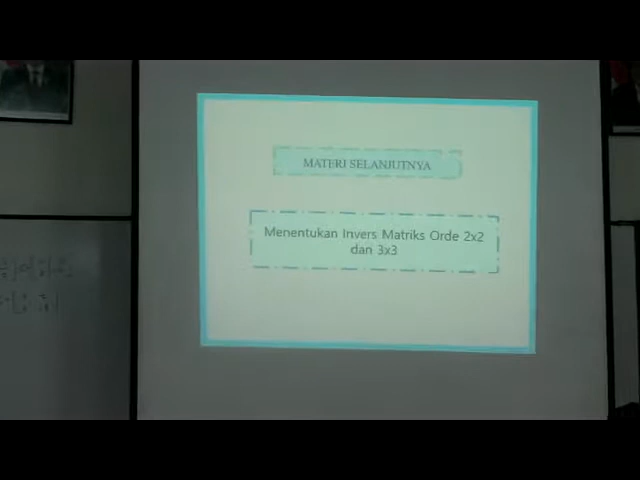 MATERI SELANJUTNYA
Menentukan Invers Matriks Orde 2x2
dan 3x3